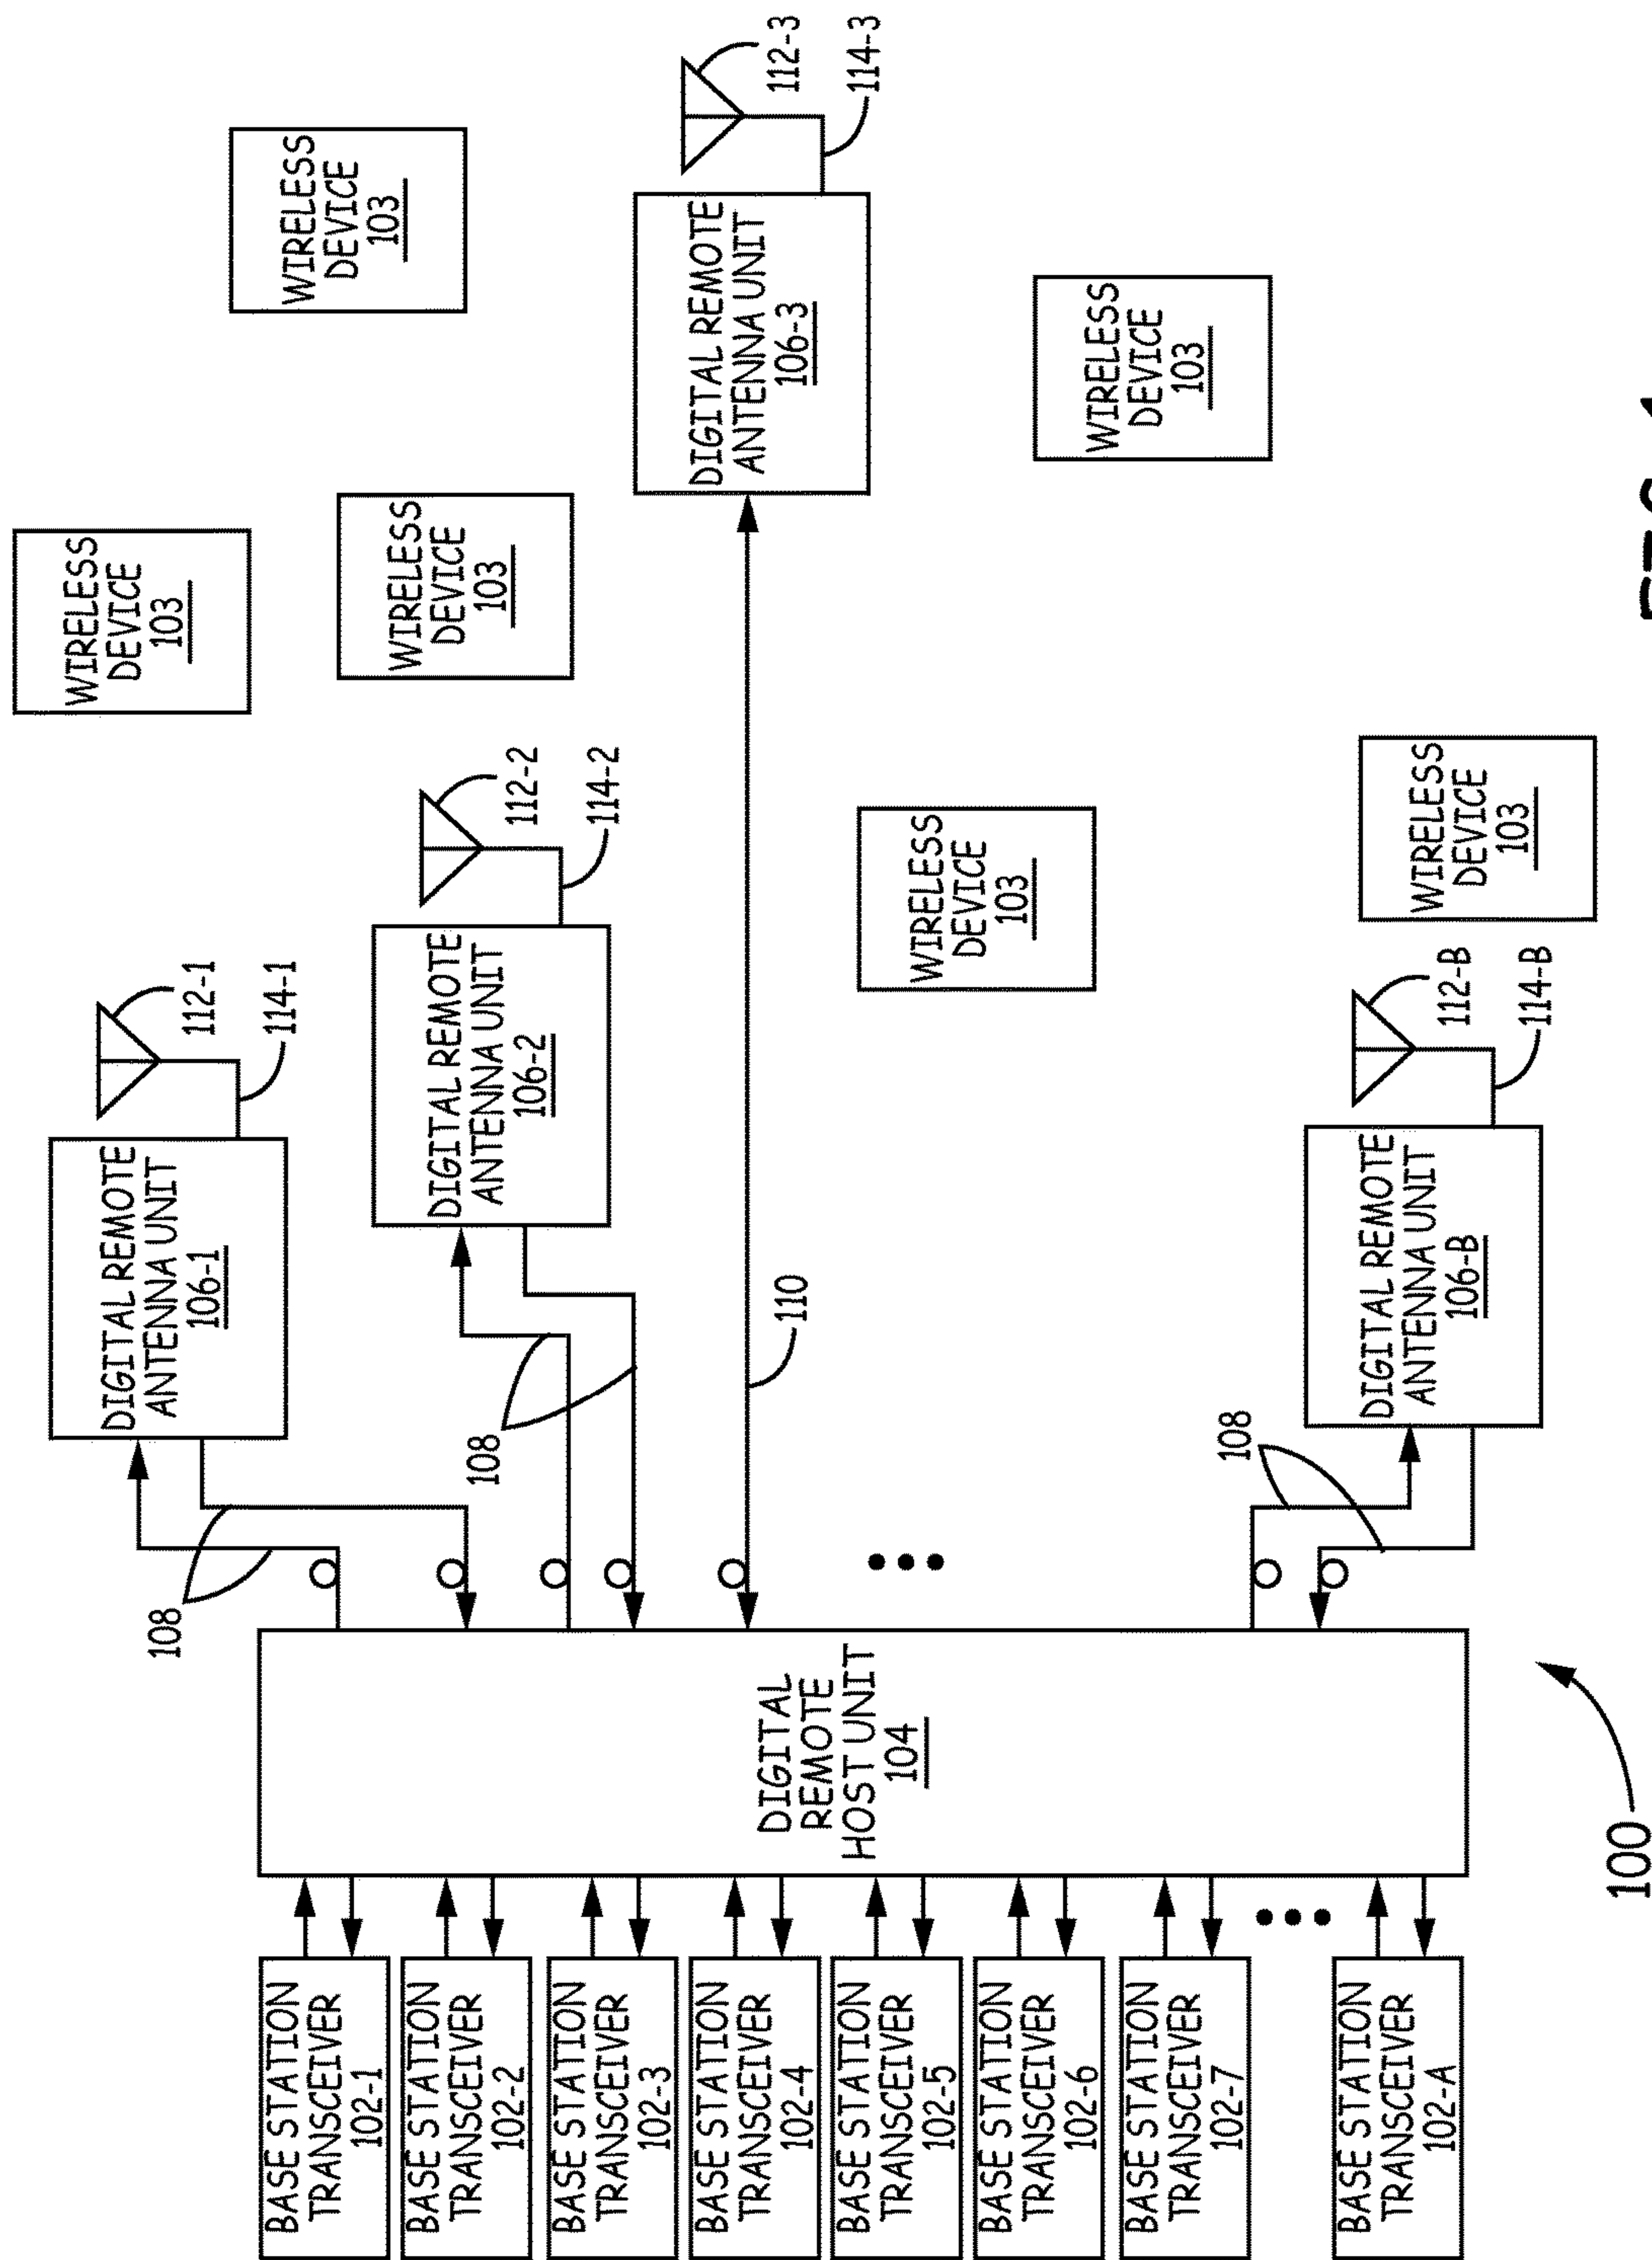 BASE STATION
TRANSCEIVER
102-1
BASE STATION
TRANSCEIVER
102-2
BASE STATION
TRANSCEIVER
102-3
BASE STATION
TRANSCEIVER
102-4
BASE STATION
TRANSCEIVER
102-5
BASE STATION
TRANSCEIVER
102-6
BASE STATION
TRANSCEIVER
102-7
BASE STATION
TRANSCEIVER
102-A
DIGITAL
REMOTE
HOST UNIT
104
100
108
108
110
108
DIGITAL REMOTE
ANTENNA UNIT
106-1
112-1
114-1
DIGITAL REMOTE
ANTENNA UNIT
106-2
112-2
114-2
DIGITAL REMOTE
ANTENNA UNIT
106-3
112-3
114-3
DIGITAL REMOTE
ANTENNA UNIT
106-B
112-B
114-B
WIRELESS
DEVICE
103
WIRELESS
DEVICE
103
WIRELESS
DEVICE
103
WIRELESS
DEVICE
103
WIRELESS
DEVICE
103
WIRELESS
DEVICE
103